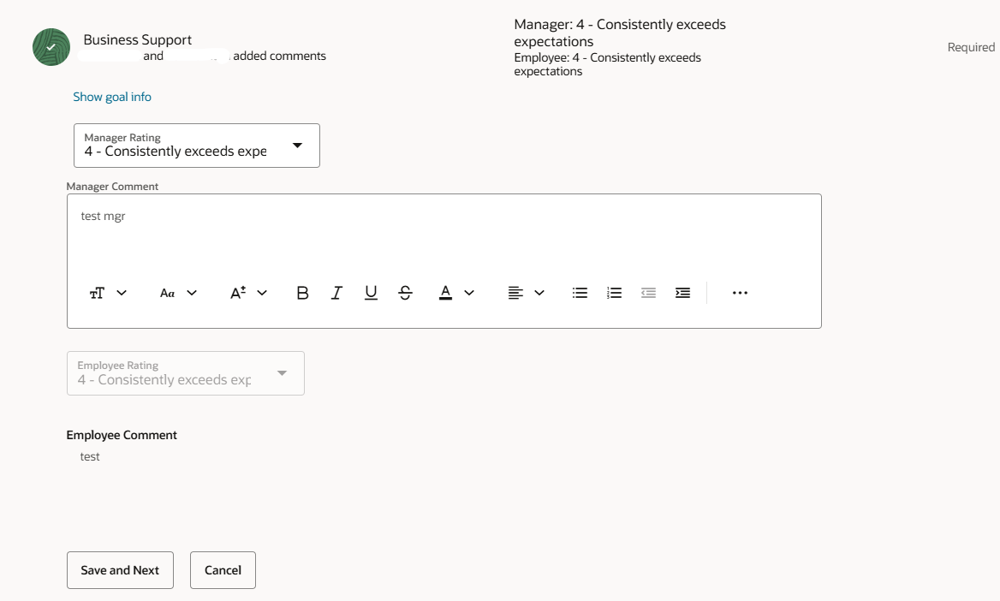 Business Support
and added comments
Manager: 4 - Consistently exceeds
expectations
Employee: 4 - Consistently exceeds
expectations
Required
Show goal info
Manager Rating
4 - Consistently exceeds expe
Manager Comment
test mgr
Employee Rating
4 - Consistently exceeds exp
Employee Comment
test
Save and Next
Cancel